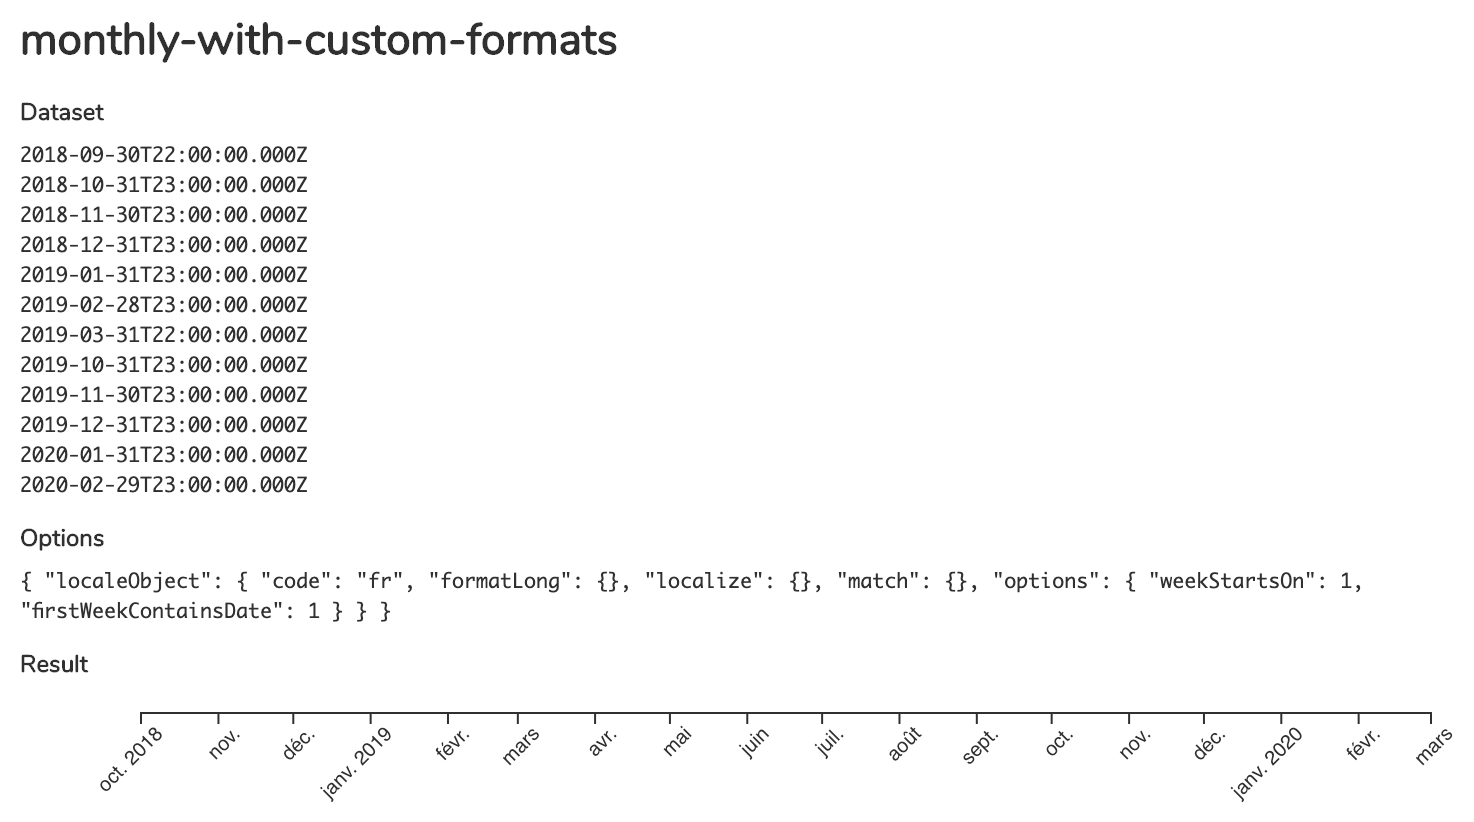 monthly-with-custom-formats
Dataset
2018-09-30T22:00:00.000Z
2018-10-31T23:00:00.000Z
2018-11-30T23:00:00.000Z
2018-12-31T23:00:00.000Z
2019-01-31T23:00:00.000Z
2019-02-28T23:00:00.000Z
2019-03-31T22:00:00.000Z
2019-10-31T23:00:00.000Z
2019-11-30T23:00:00.000Z
2019-12-31T23:00:00.000Z
2020-01-31T23:00:00.000Z
2020-02-29T23:00:00.000Z
Options
{ "localeObject": { "code": "fr", "formatLong": {}, "localize": {}, "match": {}, "options": { "weekStartsOn": 1,
"firstWeekContainsDate": 1 } } }
Result
oct. 2018
nov.
déc.
janv. 2019
févr.
mars
avr.
mai
juin
juil.
août
sept.
oct.
nov.
déc.
janv. 2020
févr.
mars